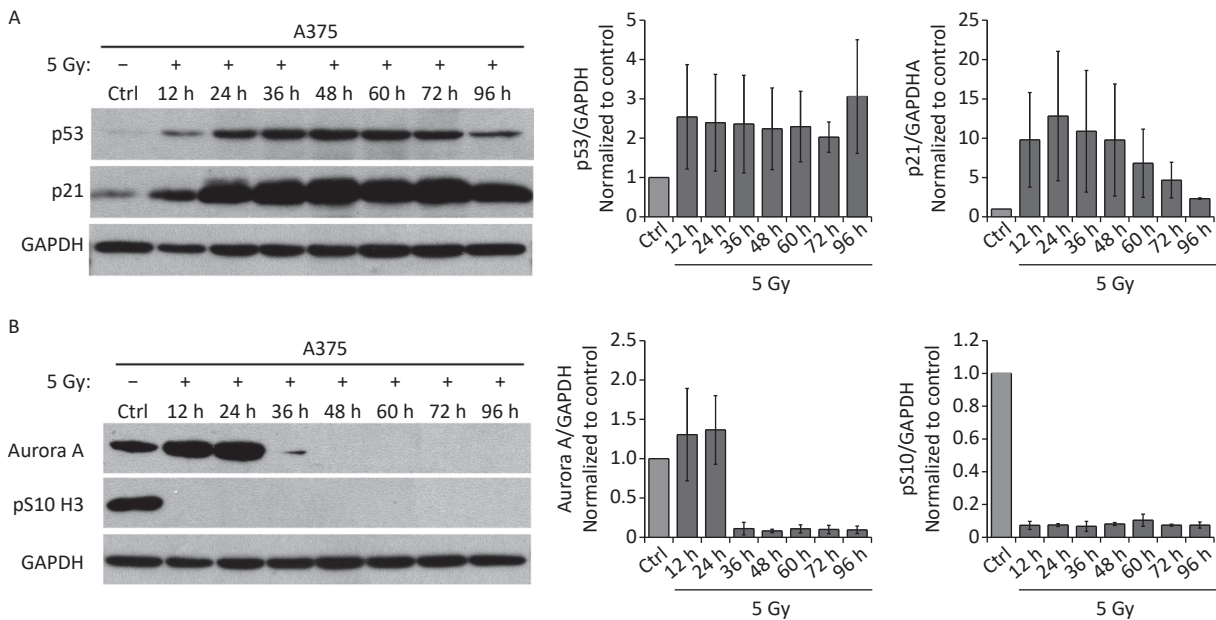 A
A375
5 Gy: – + + + + + + +
Ctrl 12 h 24 h 36 h 48 h 60 h 72 h 96 h
p53
p21
GAPDH
p53/GAPDH
Normalized to control
5
4
3
2
1
0
Ctrl 12 h 24 h 36 h 48 h 60 h 72 h 96 h
5 Gy
p21/GAPDHA
Normalized to control
25
20
15
10
5
0
Ctrl 12 h 24 h 36 h 48 h 60 h 72 h 96 h
5 Gy
B
A375
5 Gy: – + + + + + + +
Ctrl 12 h 24 h 36 h 48 h 60 h 72 h 96 h
Aurora A
pS10 H3
GAPDH
Aurora A/GAPDH
Normalized to control
2.5
2.0
1.5
1.0
0.5
0
Ctrl 12 h 24 h 36 h 48 h 60 h 72 h 96 h
5 Gy
pS10/GAPDH
Normalized to control
1.2
1.0
0.8
0.6
0.4
0.2
0
Ctrl 12 h 24 h 36 h 48 h 60 h 72 h 96 h
5 Gy